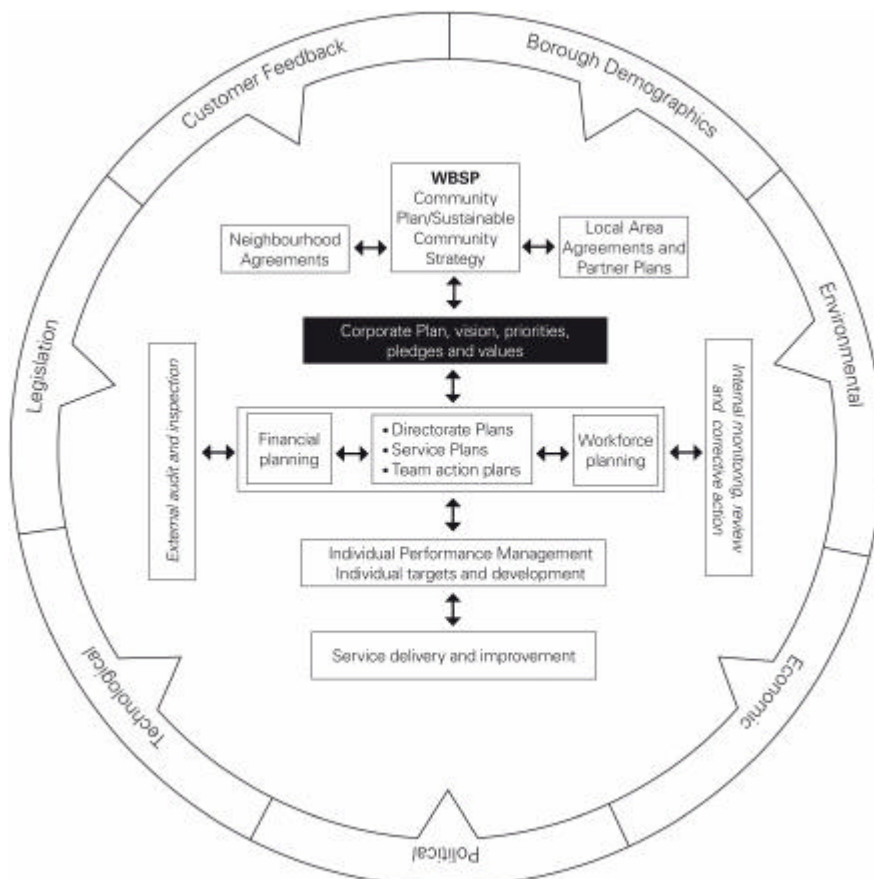 Customer Feedback
Borough Demographics
Legislation
Environmental
Technological
Economic
Political
WBSP
Community
Plan/Sustainable
Community
Strategy
Neighbourhood
Agreements
Local Area
Agreements and
Partner Plans
Corporate Plan, vision, priorities,
pledges and values
External audit and inspection
Financial
planning
• Directorate Plans
• Service Plans
• Team action plans
Workforce
planning
Internal monitoring, review
and corrective action
Individual Performance Management
Individual targets and development
Service delivery and improvement